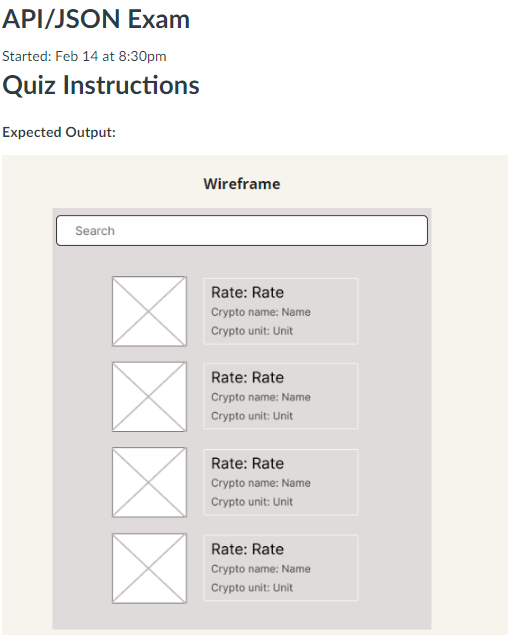 API/JSON Exam
Started: Feb 14 at 8:30pm
Quiz Instructions
Expected Output:
Wireframe
Search
Rate: Rate
Crypto name: Name
Crypto unit: Unit
Rate: Rate
Crypto name: Name
Crypto unit: Unit
Rate: Rate
Crypto name: Name
Crypto unit: Unit
Rate: Rate
Crypto name: Name
Crypto unit: Unit